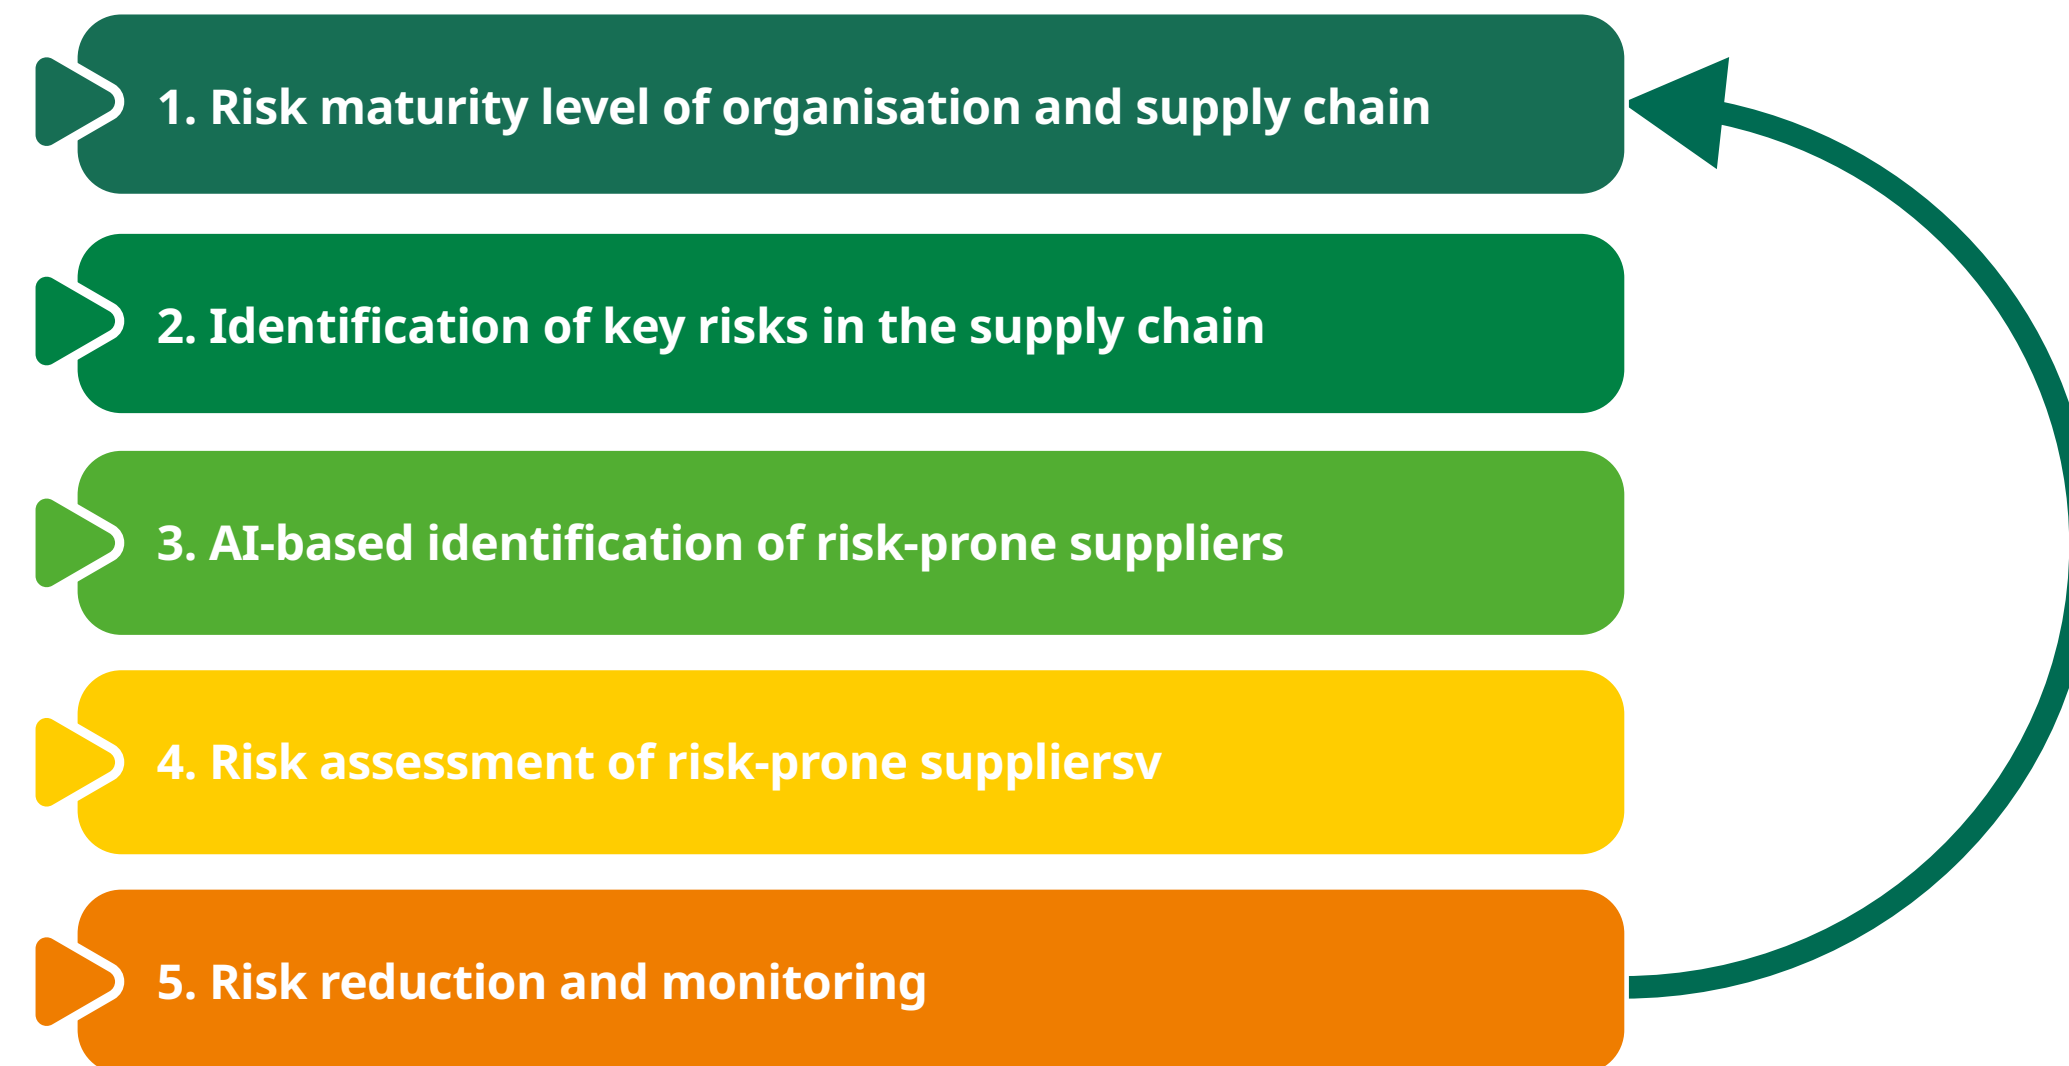 1. Risk maturity level of organisation and supply chain
2. Identification of key risks in the supply chain
3. AI-based identification of risk-prone suppliers
4. Risk assessment of risk-prone suppliersv
5. Risk reduction and monitoring